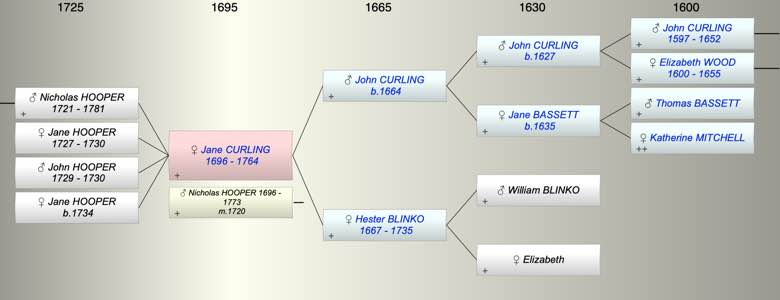 1725 1695 1665 1630 1600
♂ Nicholas HOOPER
1721 - 1781
+
♀ Jane HOOPER
1727 - 1730
♂ John HOOPER
1729 - 1730
♀ Jane HOOPER
b.1734
♀ Jane CURLING
1696 - 1764
+
♂ Nicholas HOOPER 1696 -
1773
m.1720
+
♂ John CURLING
b.1664
+
♀ Hester BLINKO
1667 - 1735
+
♂ John CURLING
b.1627
+
♀ Jane BASSETT
b.1635
+
♂ William BLINKO
+
♀ Elizabeth
+
♂ John CURLING
1597 - 1652
+
♀ Elizabeth WOOD
1600 - 1655
+
♂ Thomas BASSETT
+
♀ Katherine MITCHELL
++